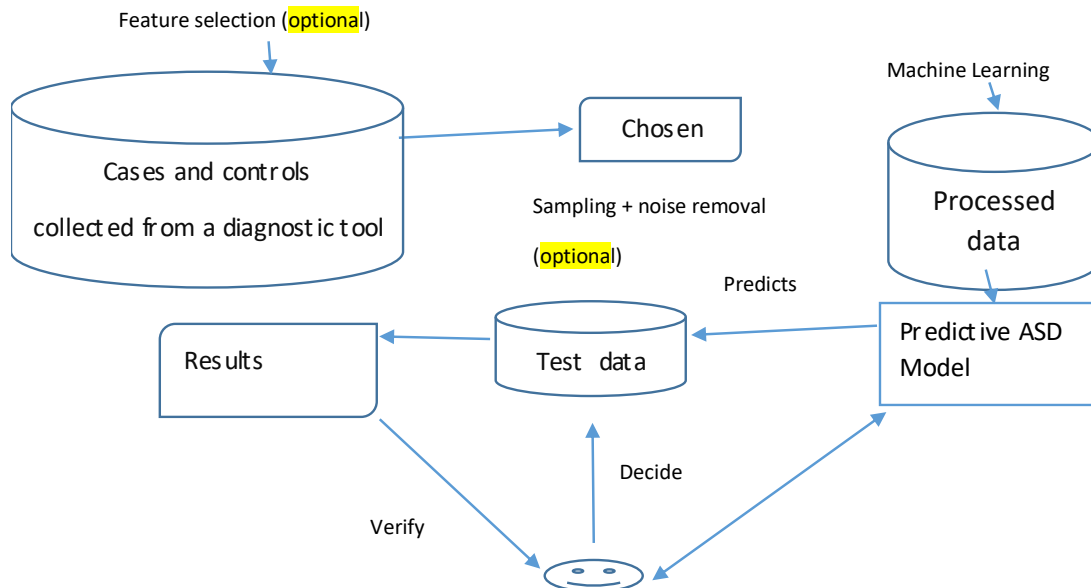 Feature selection (optional)
Machine Learning
Chosen
Cases and controls
collected from a diagnostic tool
Sampling + noise removal
(optional)
Processed
data
Predicts
Predictive ASD
Model
Results
Test data
Decide
Verify